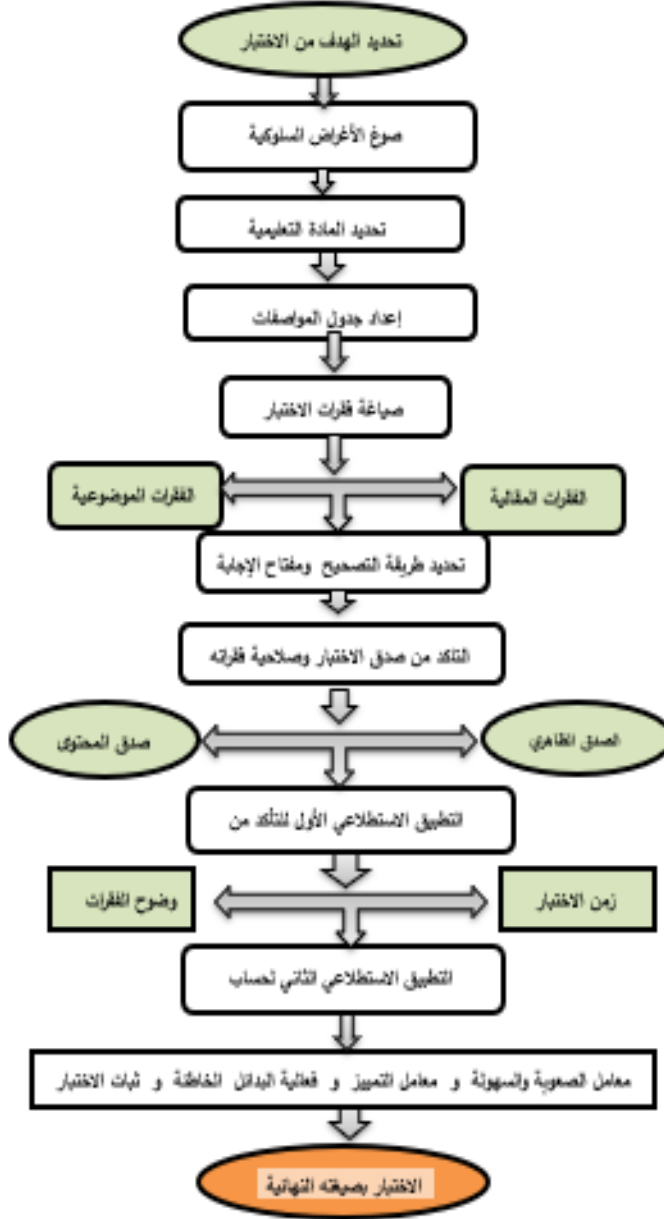 تحديد الهدف من الاختبار
صوغ الأغراض السلوكية
تحديد المادة التعليمية
إعداد جدول المواصفات
صياغة فقرات الاختبار
الفقرات المقالية
الفقرات الموضوعية
تحديد طريقة التصحيح ومفتاح الإجابة
التاكد من صدق الاختبار وصلاحية فقراته
الصدق الظاهري
صدق المحتوى
التطبيق الاستطلاعي الأول للتأكد من
زمن الاختبار
وضوح الفقرات
التطبيق الاستطلاعي الثاني لحساب
معامل الصعوبة والسهولة و معامل التمييز و فعالية البدائل الخاطئة و ثبات الاختبار
الاختبار بصيغته النهائية